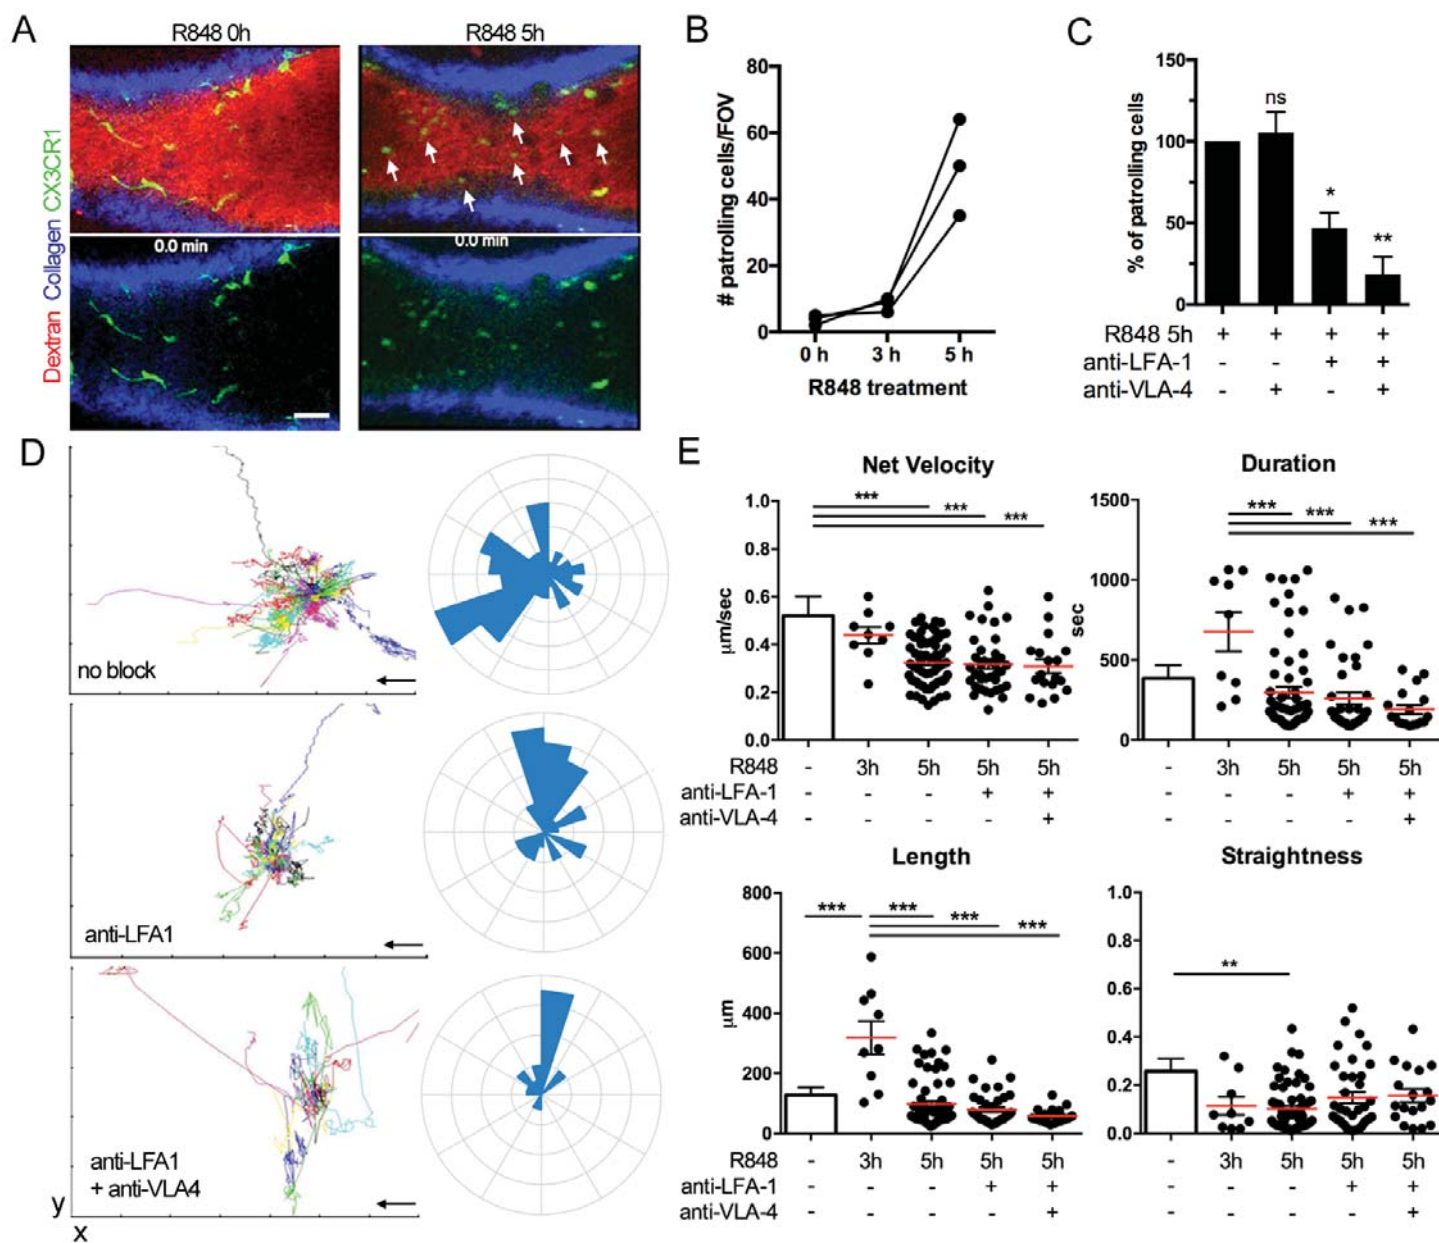 A
R848 0h
R848 5h
Dextran Collagen CX3CR1
0.0 min
0.0 min
B
# patrolling cells/FOV
80
60
40
20
0
0 h
3 h
5 h
R848 treatment
C
% of patrolling cells
150
100
50
0
ns
*
**
R848 5h + + + +
anti-LFA-1 - - + +
anti-VLA-4 - + - +
D
no block
anti-LFA1
anti-LFA1
+ anti-VLA4
y
x
E
Net Velocity
μm/sec
1.0
0.8
0.6
0.4
0.2
0.0
***
***
***
R848 - 3h 5h 5h 5h
anti-LFA-1 - - - + +
anti-VLA-4 - - - - +
Duration
sec
1500
1000
500
0
***
***
***
- 3h 5h 5h 5h
- - - + +
- - - - +
Length
μm
800
600
400
200
0
***
***
***
***
R848 - 3h 5h 5h 5h
anti-LFA-1 - - - + +
anti-VLA-4 - - - - +
Straightness
1.0
0.8
0.6
0.4
0.2
0.0
**
- 3h 5h 5h 5h
- - - + +
- - - - +